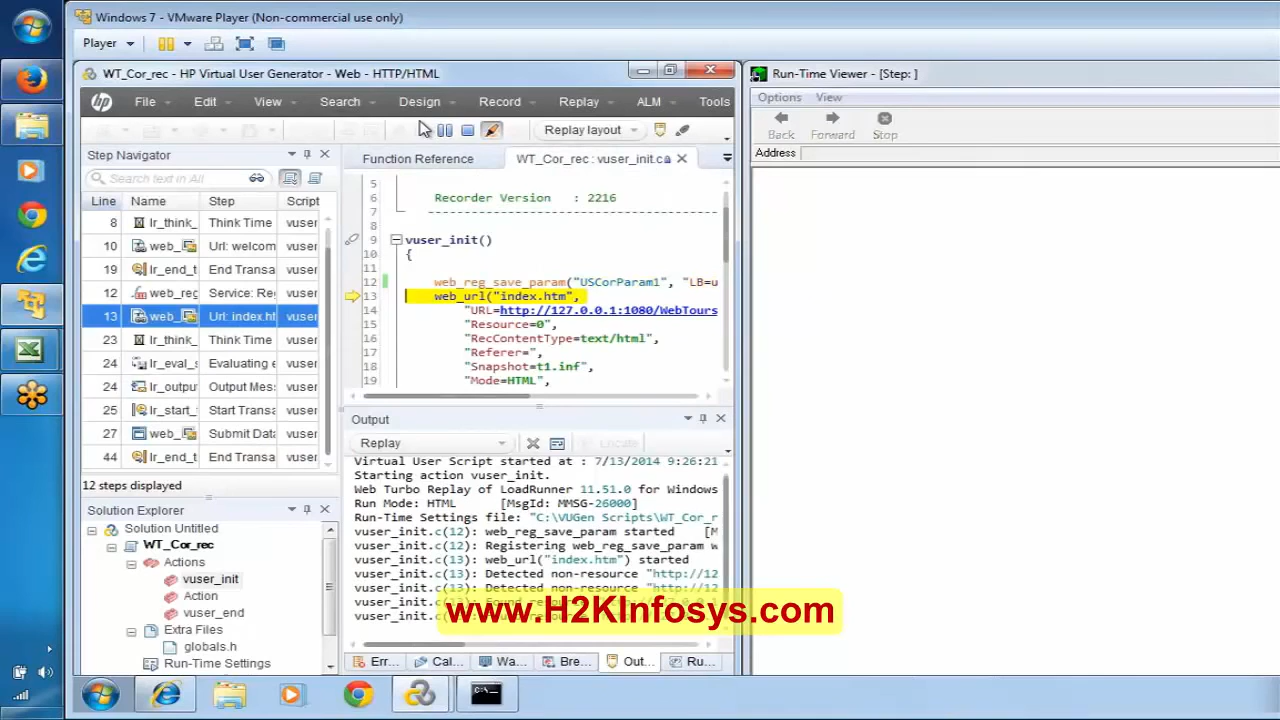 Windows 7 - VMware Player (Non-commercial use only)
Player
WT_Cor_rec - HP Virtual User Generator - Web - HTTP/HTML
File Edit View Search Design Record Replay ALM Tools
Replay layout
Step Navigator
Search text in All
Line Name Step Script
8 lr_think_ Think Time vuser
10 web_ Url: welcom vuser
19 lr_end_t End Transa vuser
12 web_reg Service: Re vuser
13 web_ Url: index.ht vuser
23 lr_think_ Think Time vuser
24 lr_eval_s Evaluating e vuser
24 lr_output Output Mes vuser
25 lr_start_ Start Transa vuser
27 web_ Submit Data vuser
44 lr_end_t End Transa vuser
12 steps displayed
Solution Explorer
Solution Untitled
WT_Cor_rec
Actions
vuser_init
Action
vuser_end
Extra Files
globals.h
Run-Time Settings
Function Reference WT_Cor_rec : vuser_init.c
5
6 Recorder Version : 2216
7 -----------------------------------------
8
9 vuser_init()
10 {
11
12 web_reg_save_param("USCorParam1", "LB=u
13 web_url("index.htm",
14 "URL=http://127.0.0.1:1080/WebTours
15 "Resource=0",
16 "RecContentType=text/html",
17 "Referer=",
18 "Snapshot=t1.inf",
19 "Mode=HTML",
Output
Replay Locate
Virtual User Script started at : 7/13/2014 9:26:21
Starting action vuser_init.
Web Turbo Replay of LoadRunner 11.51.0 for Windows
Run Mode: HTML [MsgId: MMSG-26000]
Run-Time Settings file: "C:\VUGen Scripts\WT_Cor_r
vuser_init.c(12): web_reg_save_param started [M
vuser_init.c(12): Registering web_reg_save_param w
vuser_init.c(13): web_url("index.htm") started
vuser_init.c(13): Detected non-resource "http://12
vuser_init.c(13): Detected non-resource "http://12
www.H2KInfosys.com
Err... Cal... Wa... Bre... Out... Ru...
Run-Time Viewer - [Step: ]
Options View
Back Forward Stop
Address